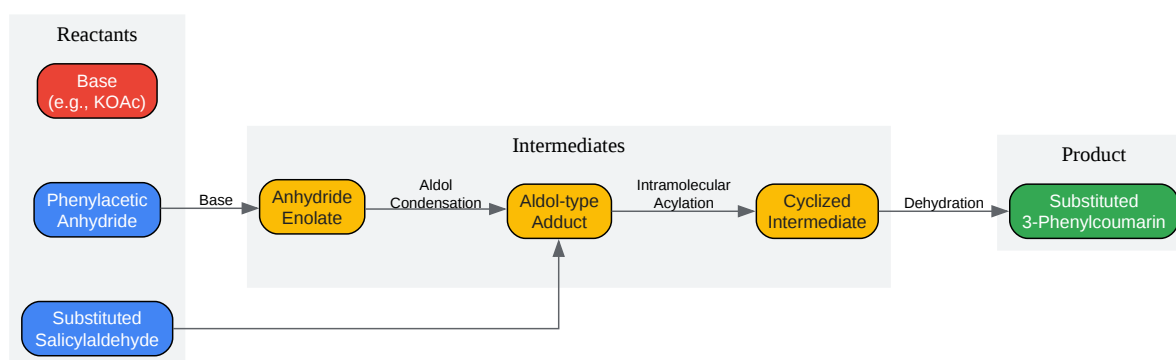 Reactants
Base
(e.g., KOAc)
Phenylacetic
Anhydride
Substituted
Salicylaldehyde
Base
Intermediates
Anhydride
Enolate
Aldol
Condensation
Aldol-type
Adduct
Intramolecular
Acylation
Cyclized
Intermediate
Dehydration
Product
Substituted
3-Phenylcoumarin